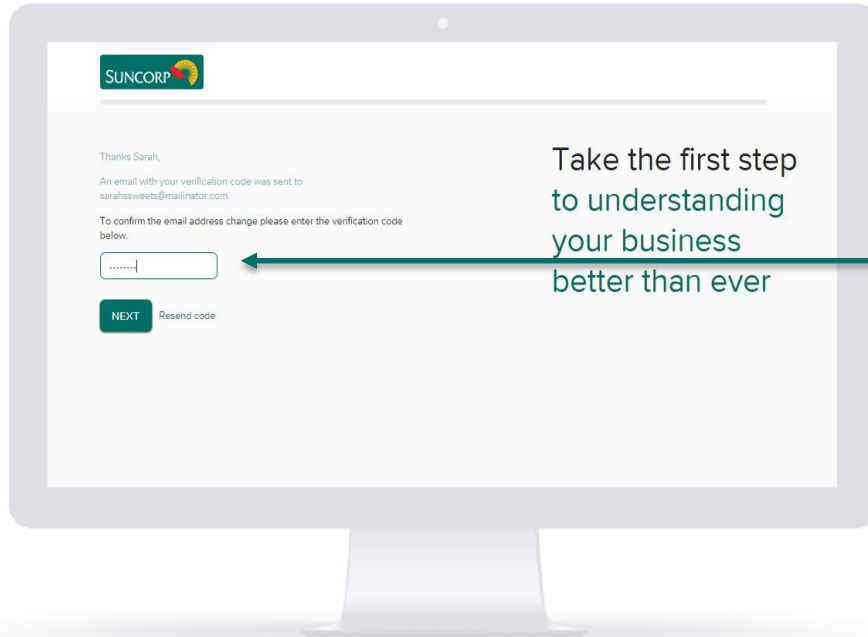 SUNCORP
Thanks Sarah,
An email with your verification code was sent to
sarahssweets@mailinator.com.
To confirm the email address change please enter the verification code
below.
--------
NEXT Resend code
Take the first step
to understanding
your business
better than ever